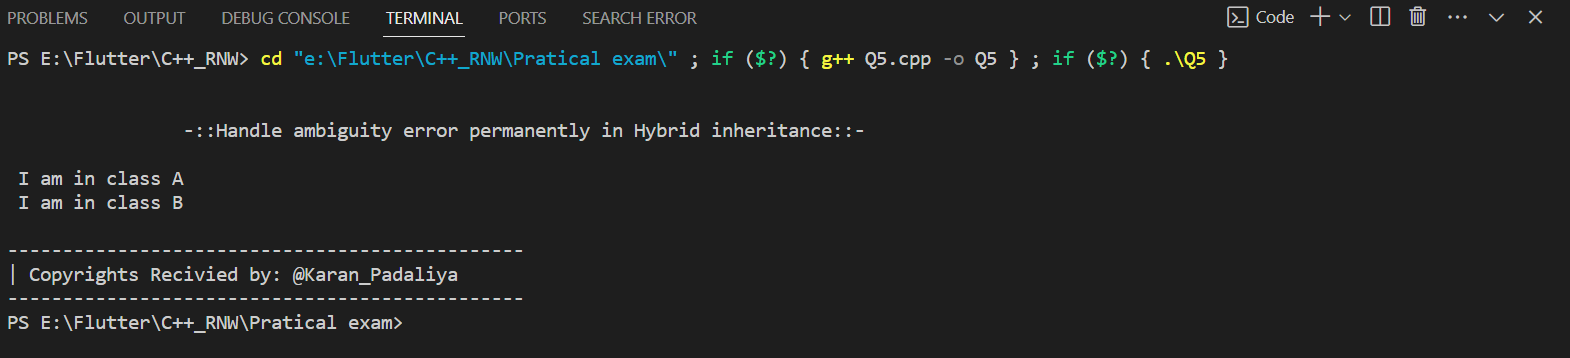 PROBLEMS OUTPUT DEBUG CONSOLE TERMINAL PORTS SEARCH ERROR Code
PS E:\Flutter\C++_RNW> cd "e:\Flutter\C++_RNW\Pratical exam\" ; if ($?) { g++ Q5.cpp -o Q5 } ; if ($?) { .\Q5 }
-::Handle ambiguity error permanently in Hybrid inheritance::-
I am in class A
I am in class B
-----------------------------------------------
| Copyrights Recivied by: @Karan_Padaliya
-----------------------------------------------
PS E:\Flutter\C++_RNW\Pratical exam>